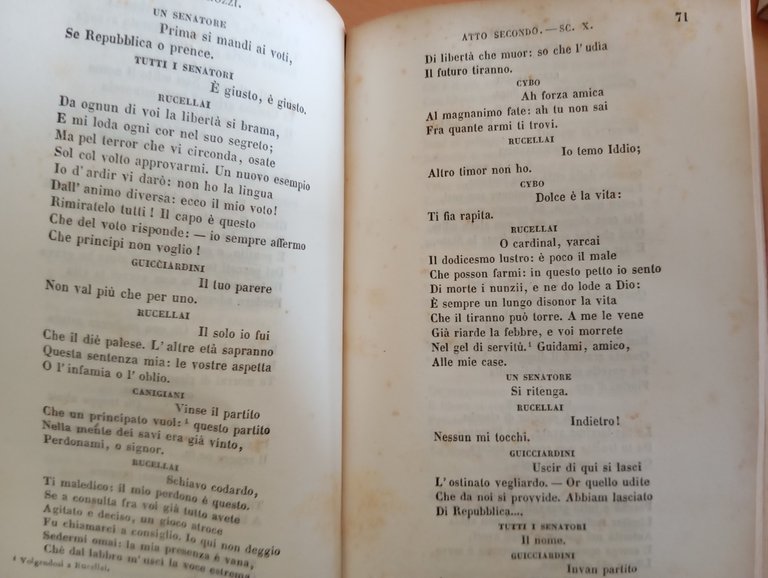 OZZI.
UN SENATORE
Prima si mandi ai voti,
Se Repubblica o prence.
TUTTI I SENATORI
È giusto, è giusto.
RUCELLAI
Da ognun di voi la libertà si brama,
E mi loda ogni cor nel suo segreto;
Ma pel terror che vi circonda, osate
Sol col volto approvarmi. Un nuovo esempio
Io d'ardir vi darò: non ho la lingua
Dall' animo diversa: ecco il mio voto!
Rimiratelo tutti! Il capo è questo
Che del voto risponde: — io sempre affermo
Che principi non voglio!
GUICCIARDINI
Il tuo parere
Non val più che per uno.
RUCELLAI
Il solo io fui
Che il diè palese. L' altre età sapranno
Questa sentenza mia: le vostre aspetta
O l' infamia o l' oblio.
CANIGIANI
Vinse il partito
Che un principato vuol: ¹ questo partito
Nella mente dei savi era già vinto,
Perdonami, o signor.
RUCELLAI
Schiavo codardo,
Ti maledico: il mio perdono è questo.
Se a consulta fra voi già tutto avete
Agitato e deciso, un gioco atroce
Fu chiamarci a consiglio. Io qui non deggio
Sedermi omai: la mia presenza è vana,
Chè dal labbro m' uscì la voce estrema
¹ Volgendosi a Rucellai.
ATTO SECONDO. — SC. X. 71
Di libertà che muor: so che l' udia
Il futuro tiranno.
CYBO
Ah forza amica
Al magnanimo fate: ah tu non sai
Fra quante armi ti trovi.
RUCELLAI
Io temo Iddio;
Altro timor non ho.
CYBO
Dolce è la vita:
Ti fia rapita.
RUCELLAI
O cardinal, varcai
Il dodicesmo lustro: è poco il male
Che posson farmi: in questo petto io sento
Di morte i nunzii, e ne do lode a Dio:
È sempre un lungo disonor la vita
Che il tiranno può torre. A me le vene
Già riarde la febbre, e voi morrete
Nel gel di servitù.¹ Guidami, amico,
Alle mie case.
UN SENATORE
Si ritenga.
RUCELLAI
Indietro!
Nessun mi tocchi.
GUICCIARDINI
Uscir di qui si lasci
L' ostinato vegliardo. — Or quello udite
Che da noi si provvide. Abbiam lasciato
Di Repubblica...,
TUTTI I SENATORI
Il nome.
GUICCIARDINI
Invan partito